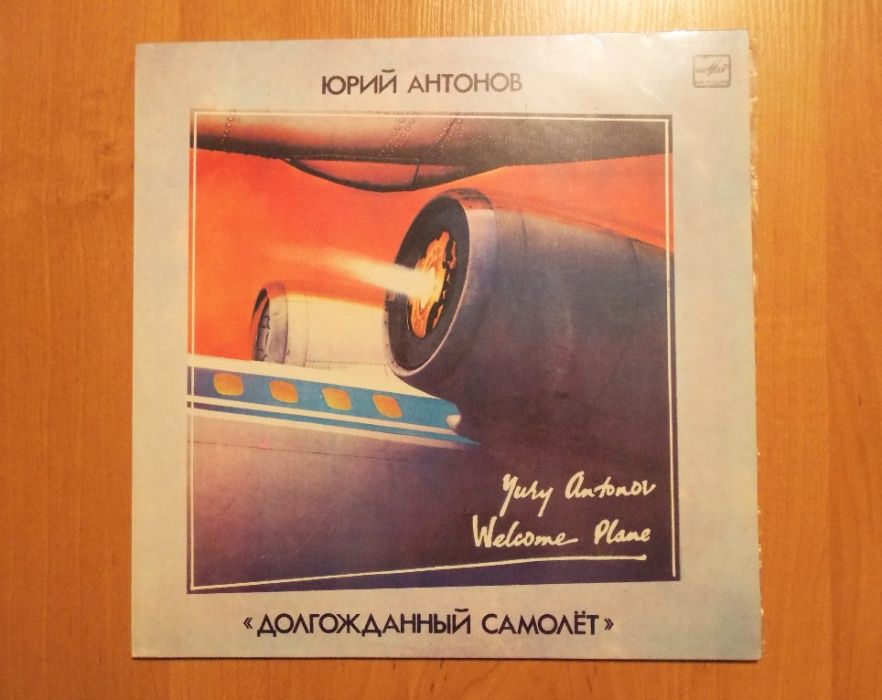 ЮРИЙ АНТОНОВ
Yury Antonov
Welcome Plane
«ДОЛГОЖДАННЫЙ САМОЛЁТ»